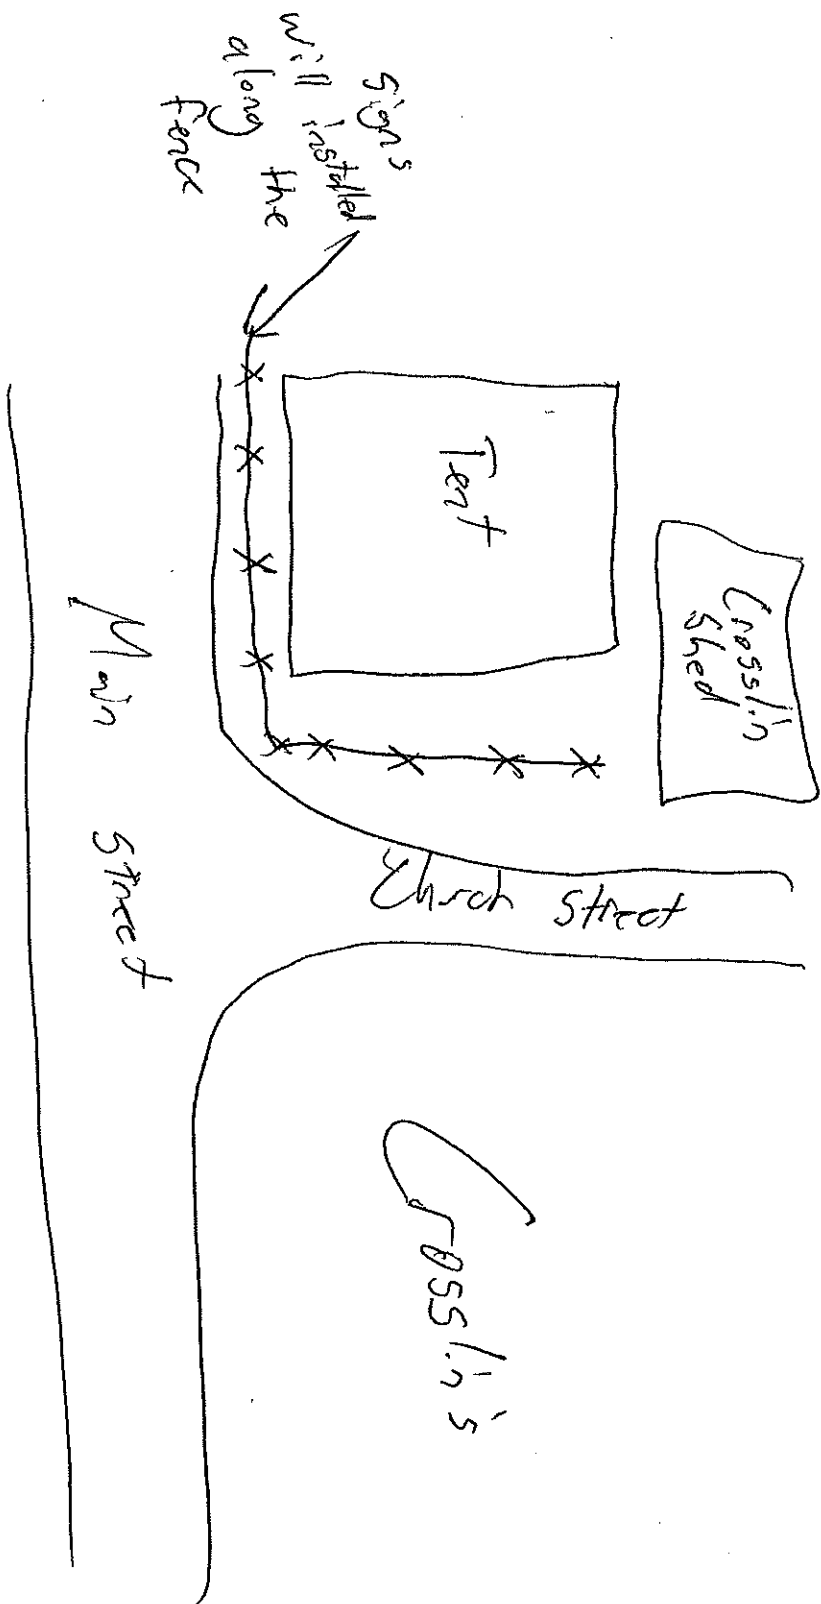 Signs
will installed
along the
fence
Tent
Crosslin
Shed
Main Street
Church Street
Crosslin's